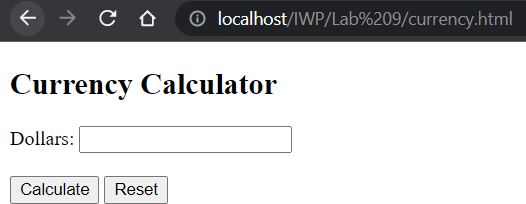 localhost/IWP/Lab%209/currency.html
Currency Calculator
Dollars:
Calculate Reset